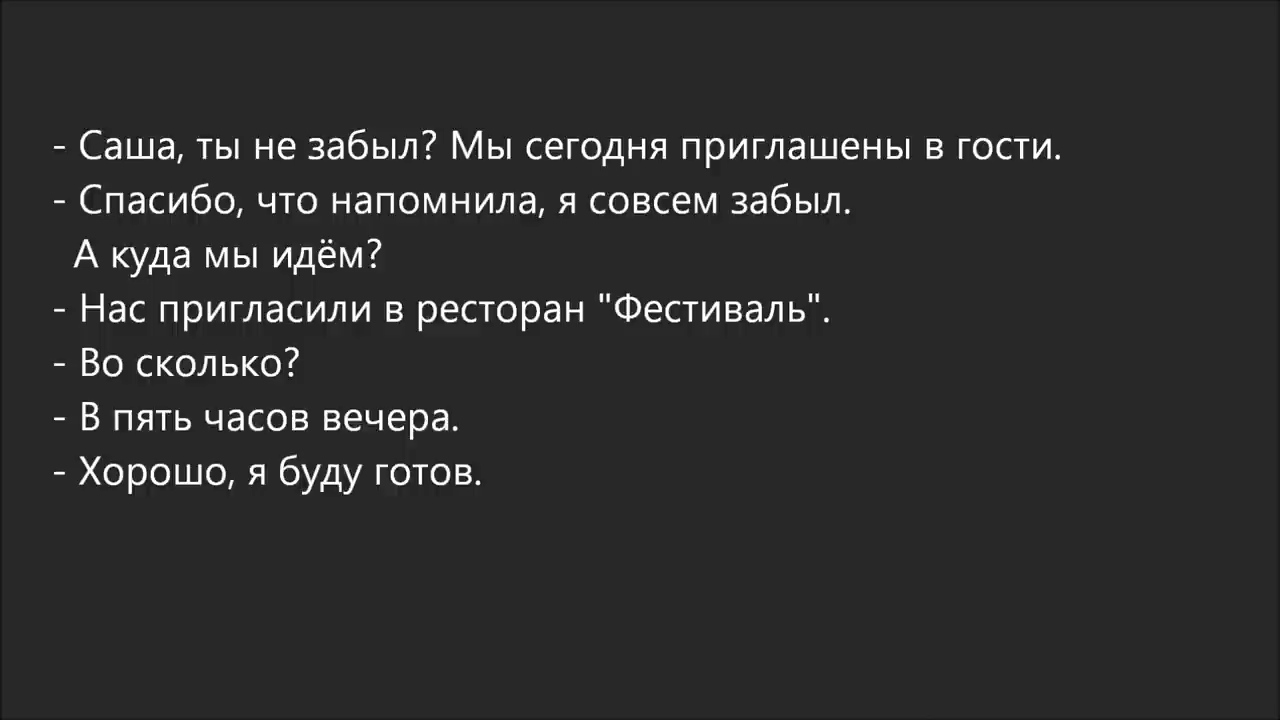 - Саша, ты не забыл? Мы сегодня приглашены в гости.
- Спасибо, что напомнила, я совсем забыл.
А куда мы идём?
- Нас пригласили в ресторан "Фестиваль".
- Во сколько?
- В пять часов вечера.
- Хорошо, я буду готов.